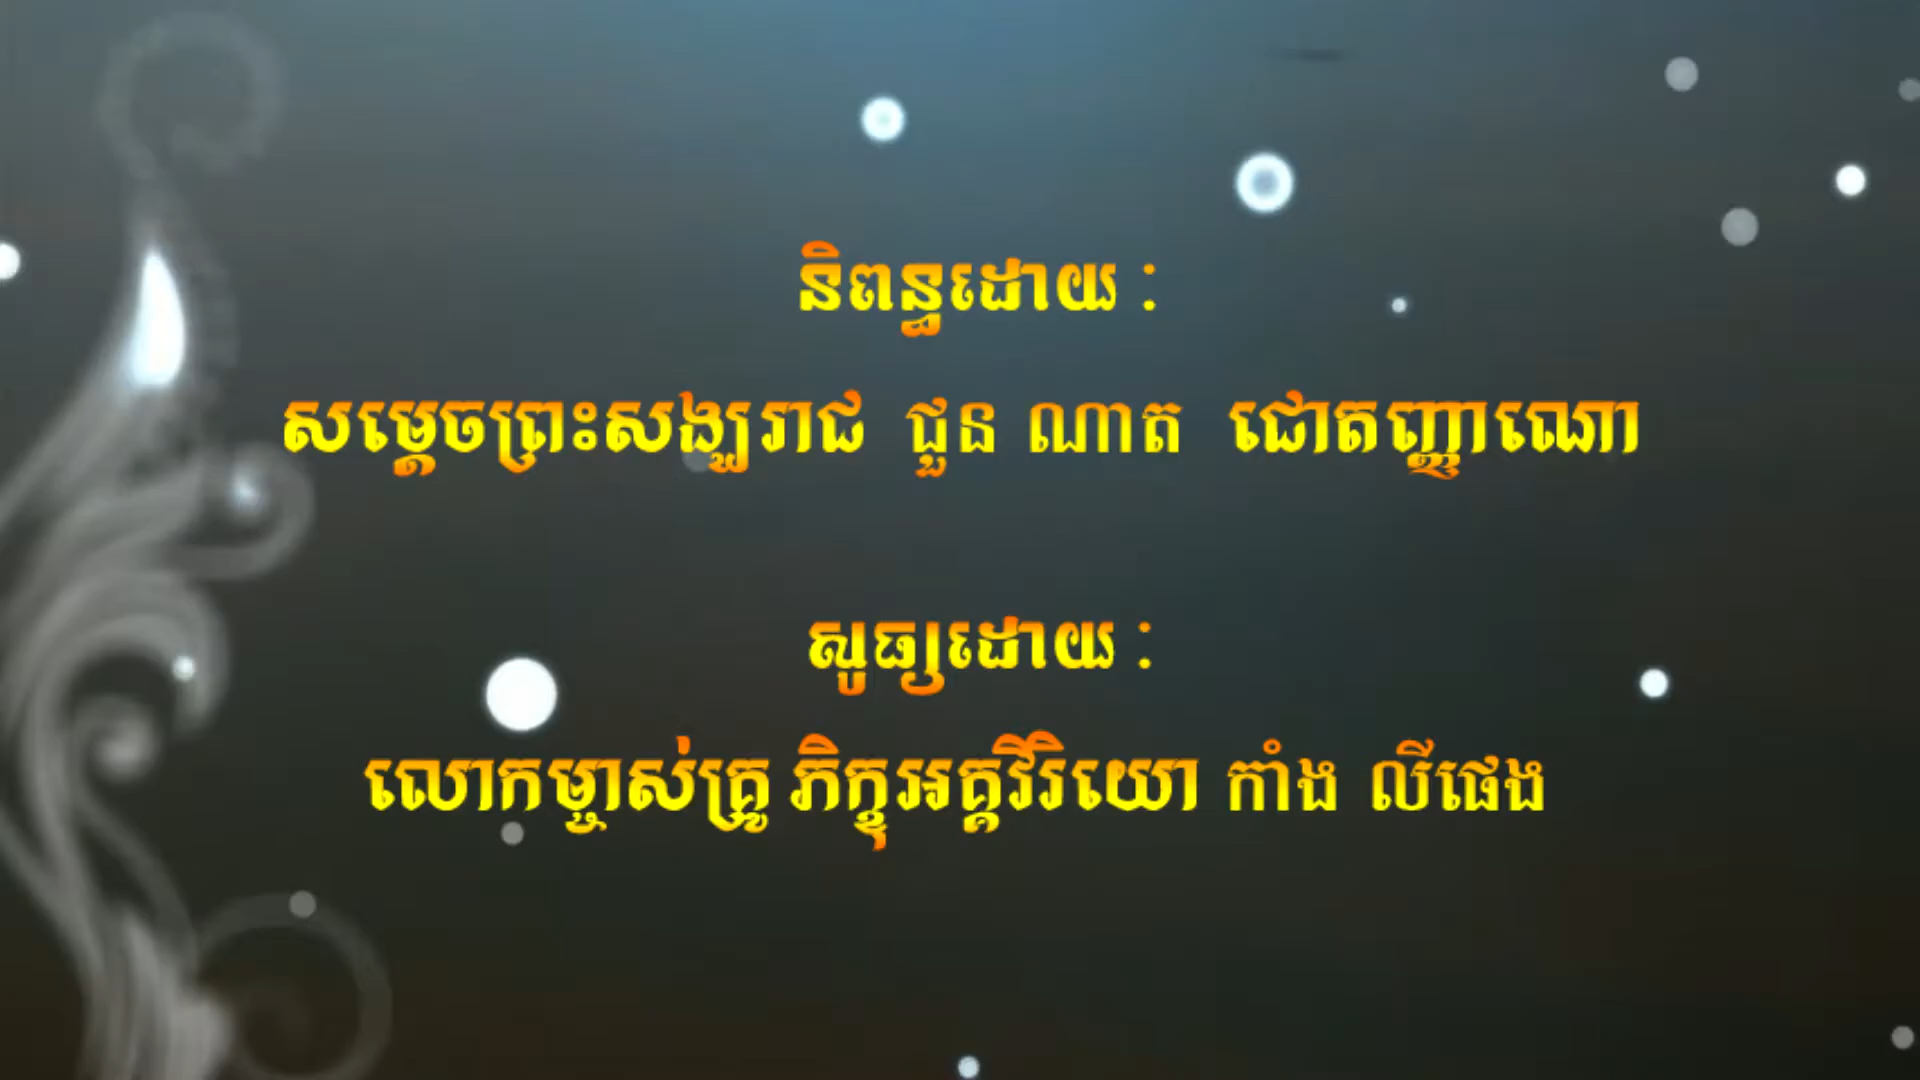 និពន្ធដោយ :
សម្តេចព្រះសង្ឃរាជ ជួន ណាត ជោតញ្ញាណោ
សូធ្យដោយ :
លោកម្ចាស់គ្រូ ភិក្ខុអគ្គវីរិយោ កាំង លីផេង